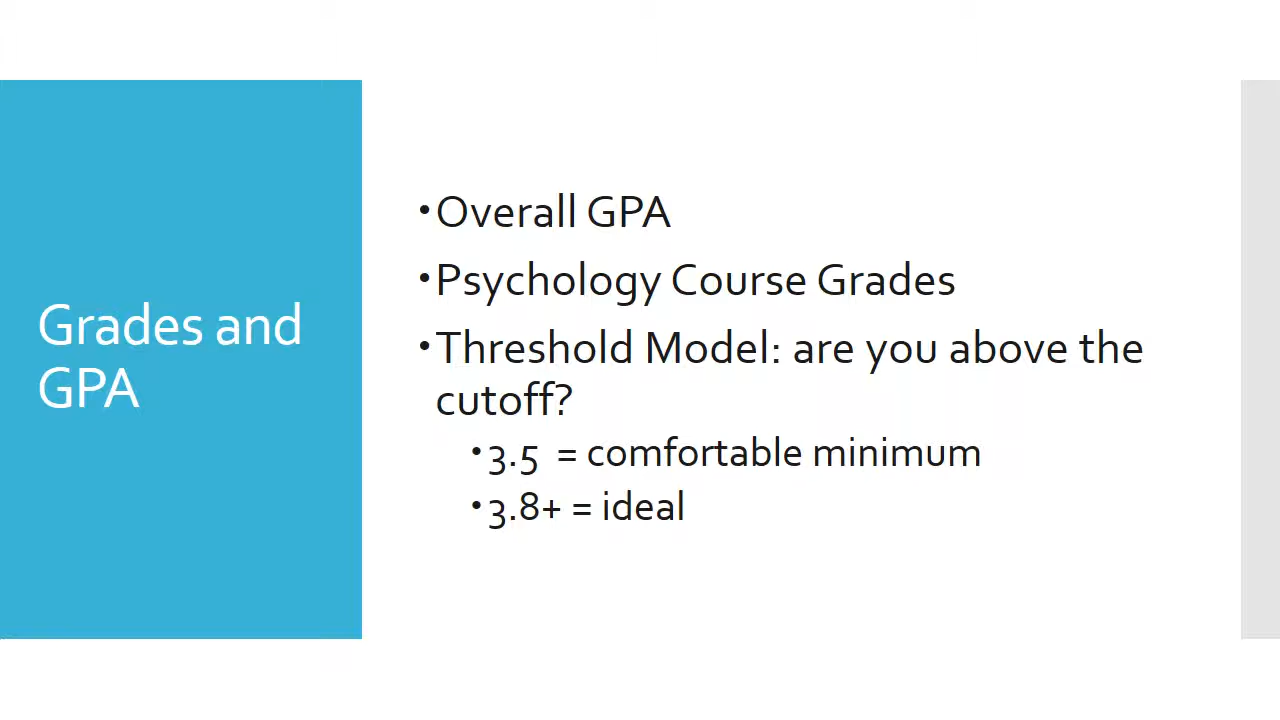 Grades and
GPA
•Overall GPA
•Psychology Course Grades
•Threshold Model: are you above the
cutoff?
•3.5  = comfortable minimum
•3.8+ = ideal